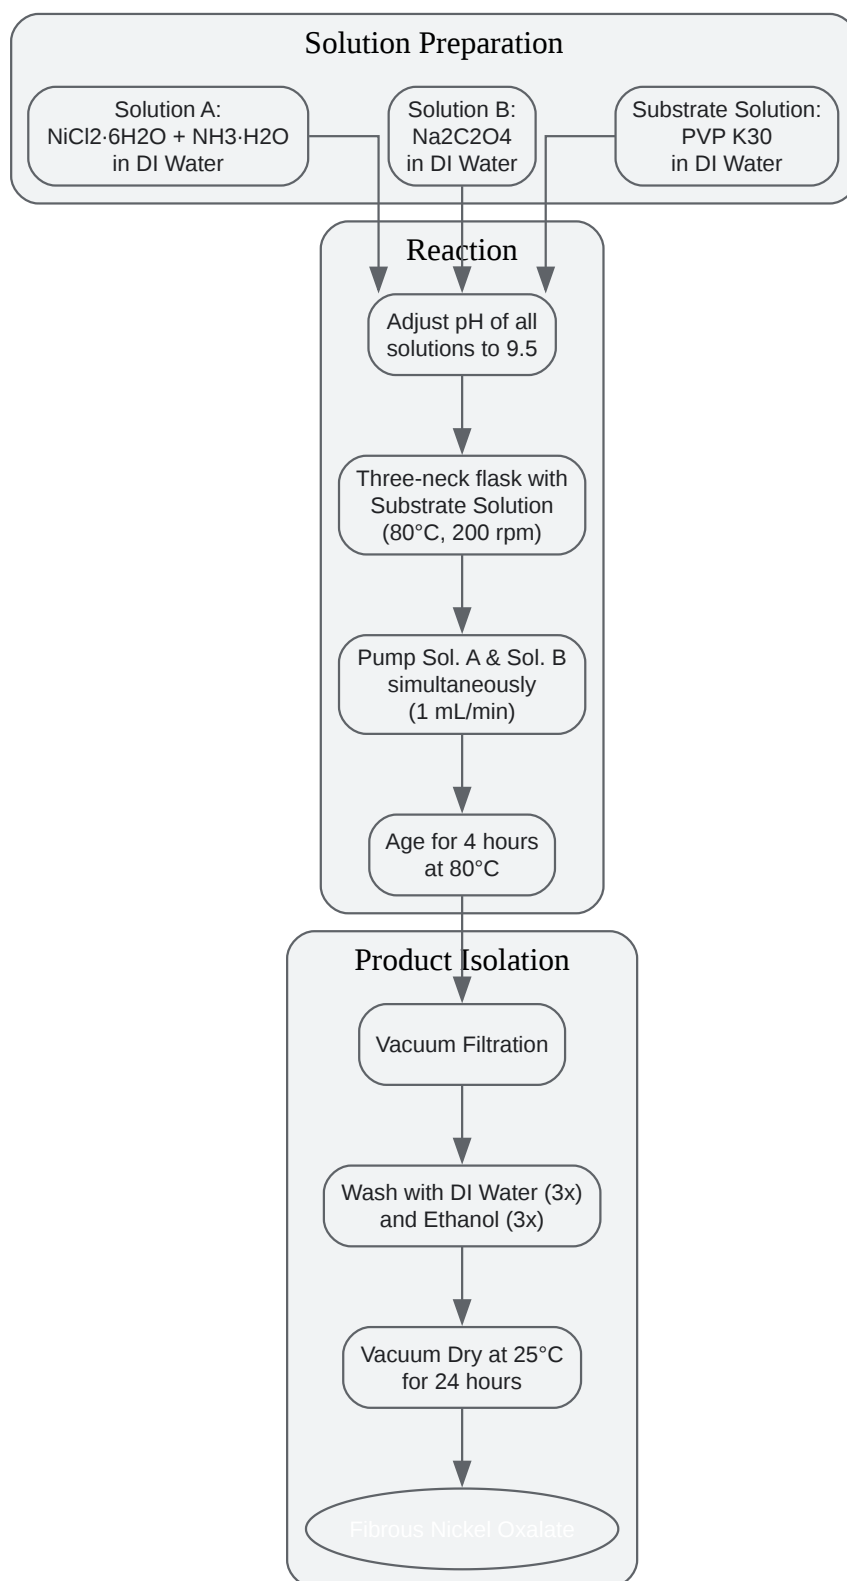 Solution Preparation
Solution A:
NiCl2·6H2O + NH3·H2O
in DI Water
Solution B:
Na2C2O4
in DI Water
Substrate Solution:
PVP K30
in DI Water
Reaction
Adjust pH of all
solutions to 9.5
Three-neck flask with
Substrate Solution
(80°C, 200 rpm)
Pump Sol. A & Sol. B
simultaneously
(1 mL/min)
Age for 4 hours
at 80°C
Product Isolation
Vacuum Filtration
Wash with DI Water (3x)
and Ethanol (3x)
Vacuum Dry at 25°C
for 24 hours
Fibrous Nickel Oxalate